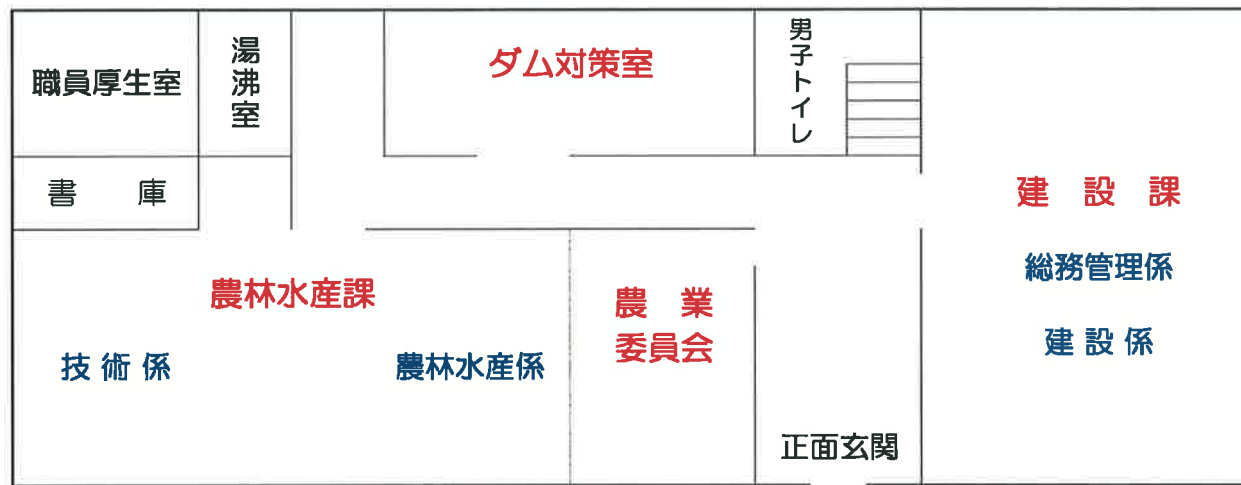 職員厚生室
湯沸室
ダム対策室
男子トイレ
書　庫
建　設　課
総務管理係
建 設 係
農林水産課
技 術 係
農林水産係
農　業
委員会
正面玄関